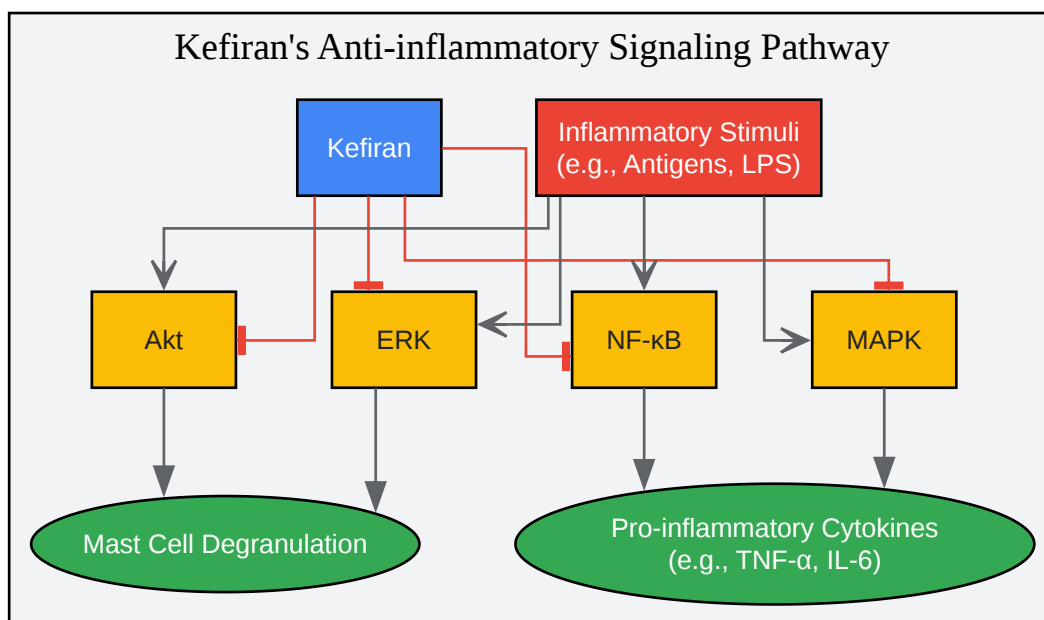 Kefiran's Anti-inflammatory Signaling Pathway
Kefiran
Inflammatory Stimuli
(e.g., Antigens, LPS)
Akt
ERK
NF-κB
MAPK
Mast Cell Degranulation
Pro-inflammatory Cytokines
(e.g., TNF-α, IL-6)